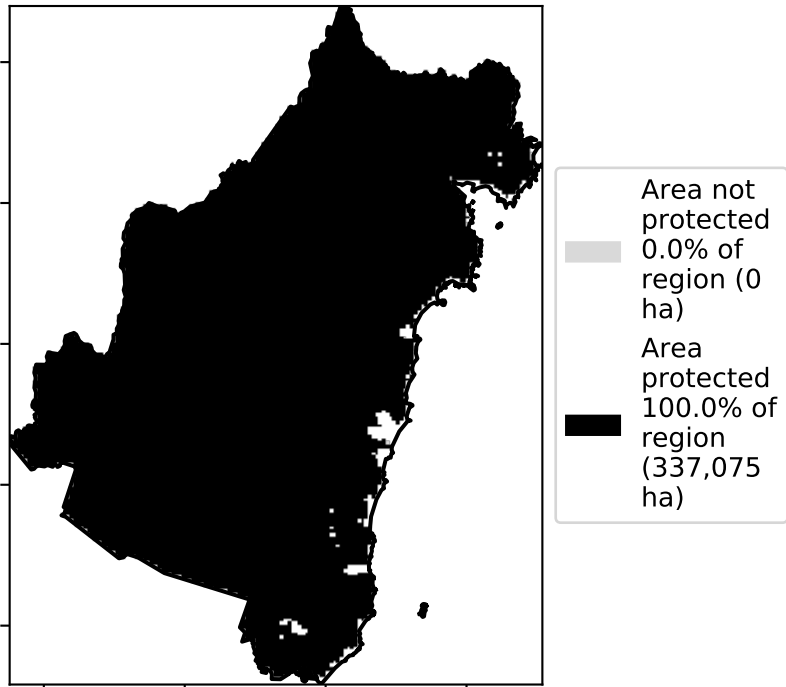 Area not
protected
0.0% of
region (0
ha)
Area
protected
100.0% of
region
(337,075
ha)